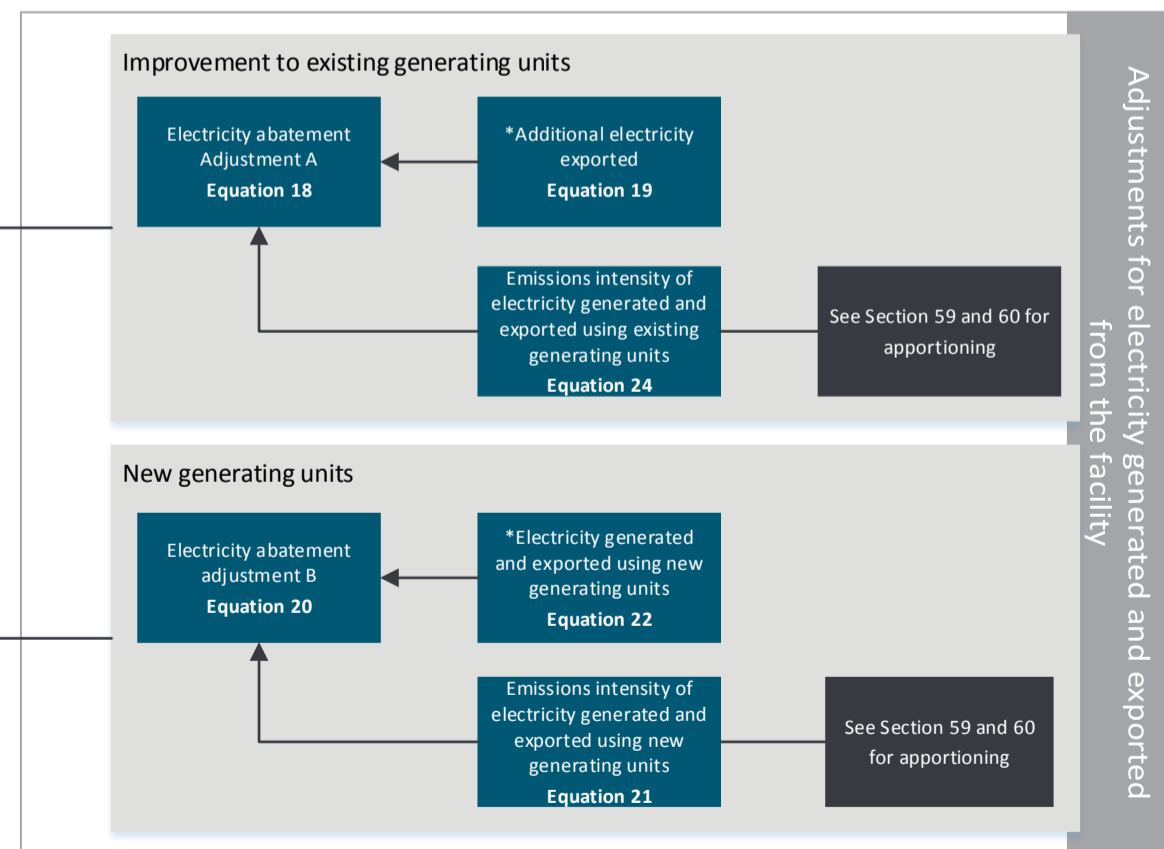 Improvement to existing generating units
Electricity abatement
Adjustment A
Equation 18
*Additional electricity
exported
Equation 19
Emissions intensity of
electricity generated and
exported using existing
generating units
Equation 24
See Section 59 and 60 for
apportioning
New generating units
Electricity abatement
adjustment B
Equation 20
*Electricity generated
and exported using new
generating units
Equation 22
Emissions intensity of
electricity generated and
exported using new
generating units
Equation 21
See Section 59 and 60
for apportioning
Adjustments for electricity generated and exported
from the facility